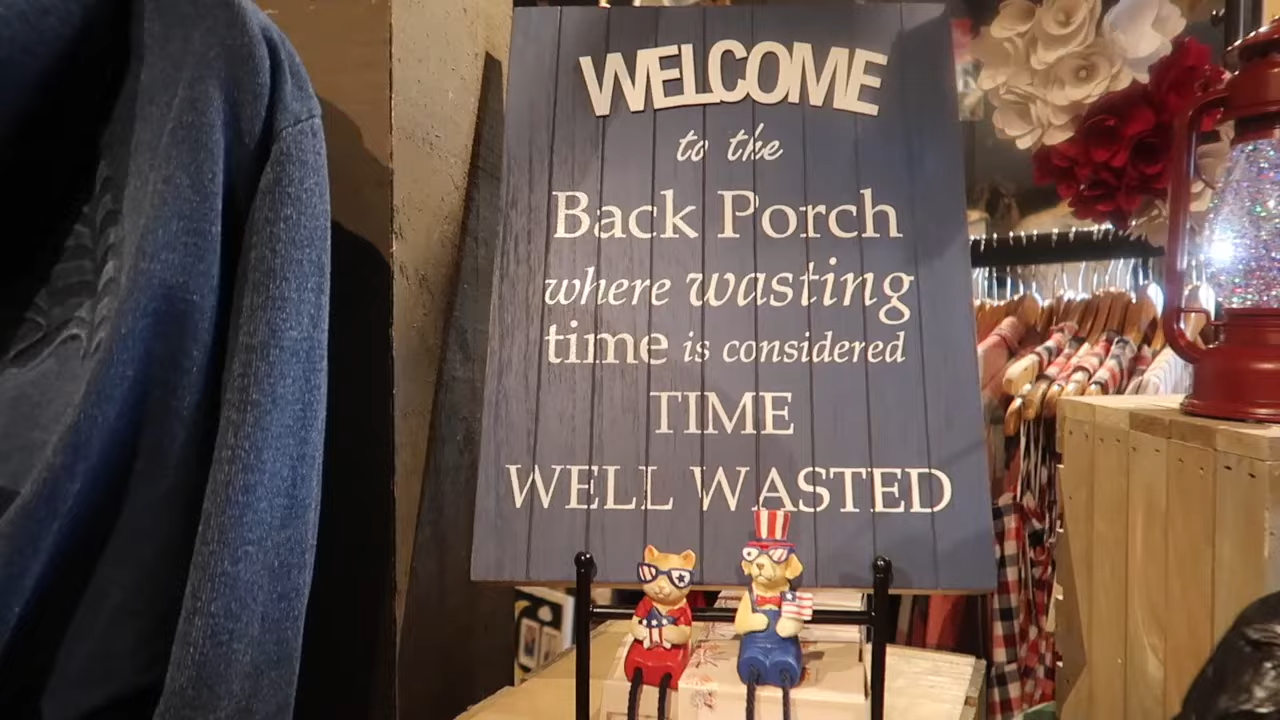 WELCOME
to the
Back Porch
where wasting
time is considered
TIME
WELL WASTED